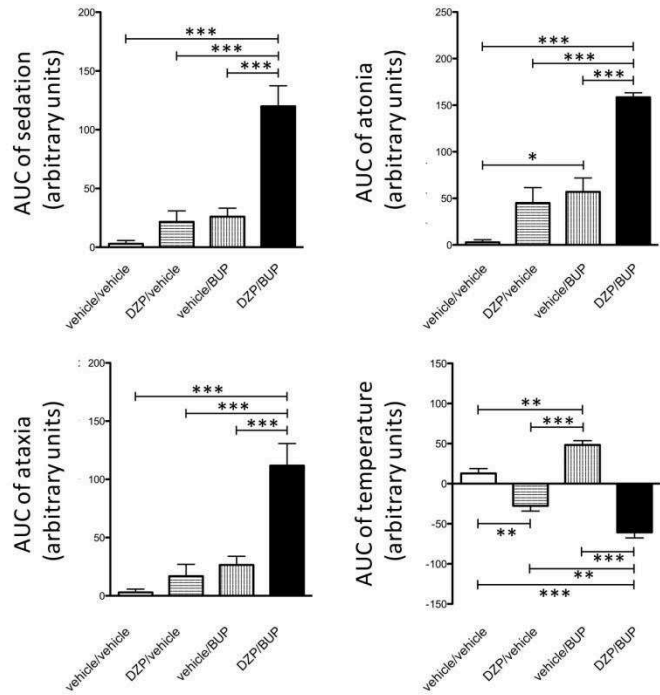 AUC of sedation
(arbitrary units)
200
150
100
50
0
***
***
***
vehicle/vehicle
DZP/vehicle
vehicle/BUP
DZP/BUP
AUC of atonia
(arbitrary units)
250
200
150
100
50
0
***
***
***
*
vehicle/vehicle
DZP/vehicle
vehicle/BUP
DZP/BUP
AUC of ataxia
(arbitrary units)
200
150
100
50
0
***
***
***
vehicle/vehicle
DZP/vehicle
vehicle/BUP
DZP/BUP
AUC of temperature
(arbitrary units)
150
100
50
0
-50
-100
-150
**
***
**
***
**
***
vehicle/vehicle
DZP/vehicle
vehicle/BUP
DZP/BUP